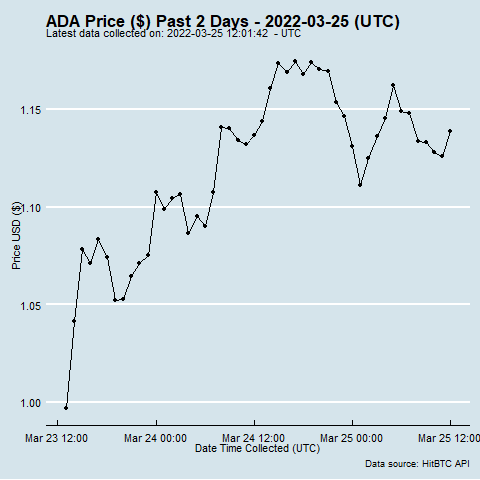 ADA Price ($) Past 2 Days - 2022-03-25 (UTC)
Latest data collected on: 2022-03-25 12:01:42  - UTC
1.15
1.10
1.05
1.00
Price USD ($)
Mar 23 12:00 Mar 24 00:00 Mar 24 12:00 Mar 25 00:00 Mar 25 12:00
Date Time Collected (UTC)
Data source: HitBTC API